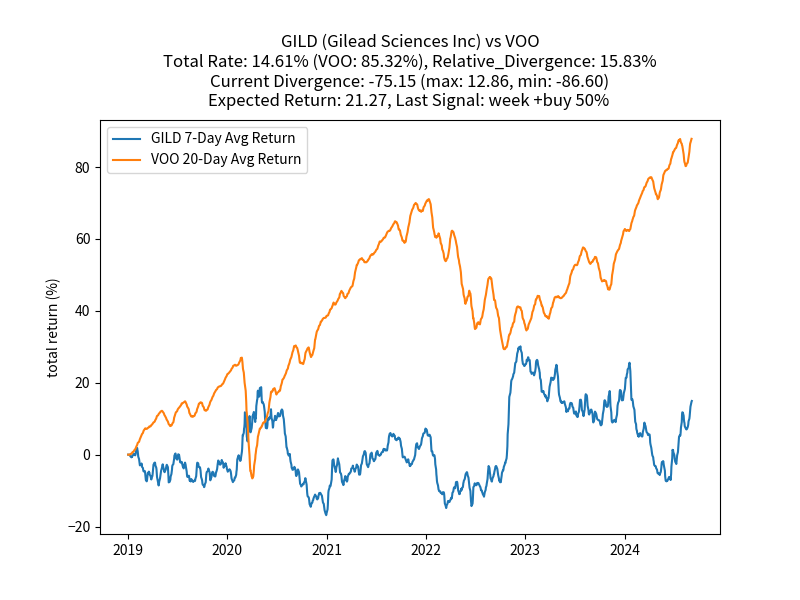 GILD (Gilead Sciences Inc) vs VOO
Total Rate: 14.61% (VOO: 85.32%), Relative_Divergence: 15.83%
Current Divergence: -75.15 (max: 12.86, min: -86.60)
Expected Return: 21.27, Last Signal: week +buy 50%
GILD 7-Day Avg Return
VOO 20-Day Avg Return
total return (%)
80
60
40
20
0
−20
2019
2020
2021
2022
2023
2024